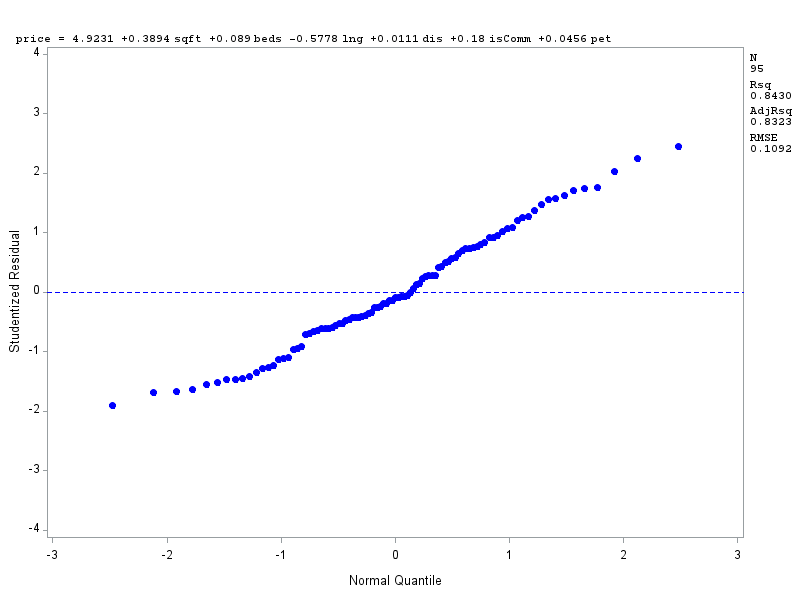 price = 4.9231 +0.3894 sqft +0.089 beds -0.5778 lng +0.0111 dis +0.18 isComm +0.0456 pet
4
3
2
1
0
-1
-2
-3
-4
Studentized Residual
-3 -2 -1 0 1 2 3
Normal Quantile
N
95
Rsq
0.8430
AdjRsq
0.8323
RMSE
0.1092